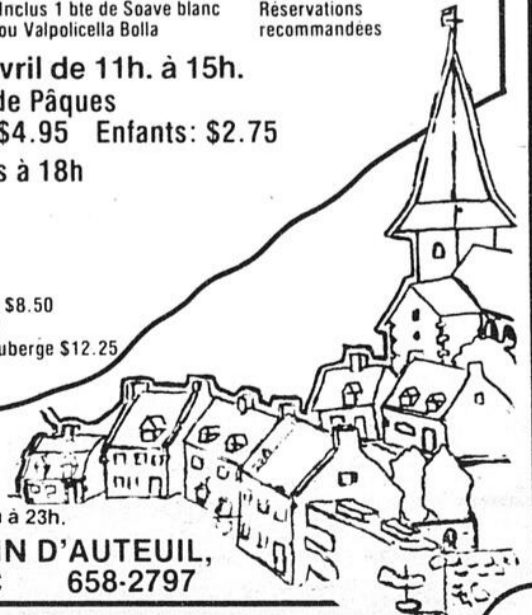 Inclus 1 bte de Soave blanc
ou Valpolicella Bolla
Réservations
recommandées
vril de 11h. à 15h.
de Pâques
$4.95 Enfants: $2.75
s à 18h
$8.50
uberge $12.25
à 23h.
IN D'AUTEUIL,
658-2797